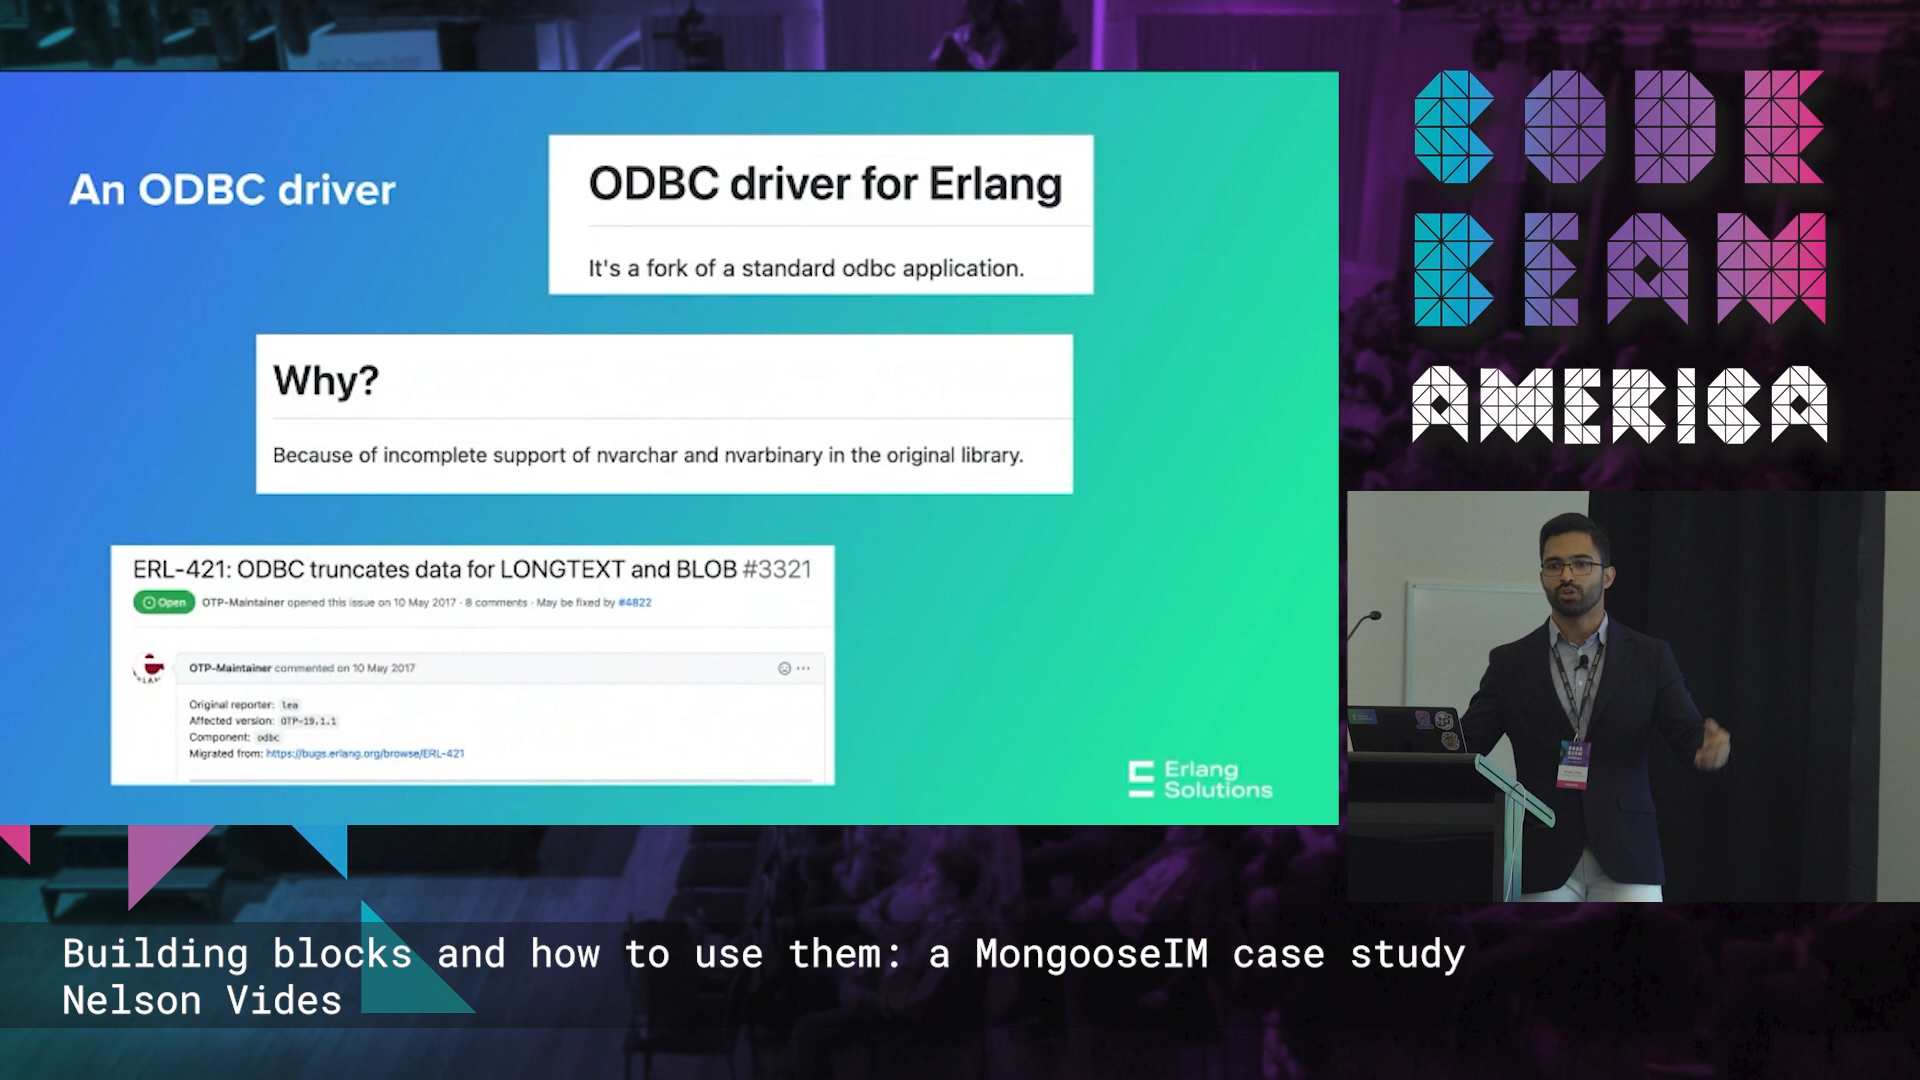 An ODBC driver
ODBC driver for Erlang
It's a fork of a standard odbc application.
Why?
Because of incomplete support of nvarchar and nvarbinary in the original library.
ERL-421: ODBC truncates data for LONGTEXT and BLOB #3321
Open OTP-Maintainer opened this issue on 10 May 2017 · 8 comments · May be fixed by #4822
OTP-Maintainer commented on 10 May 2017
Original reporter: lea
Affected version: OTP-19.1.1
Component: odbc
Migrated from: https://bugs.erlang.org/browse/ERL-421
Erlang
Solutions
CODE
BEAM
AMERICA
Building blocks and how to use them: a MongooseIM case study
Nelson Vides